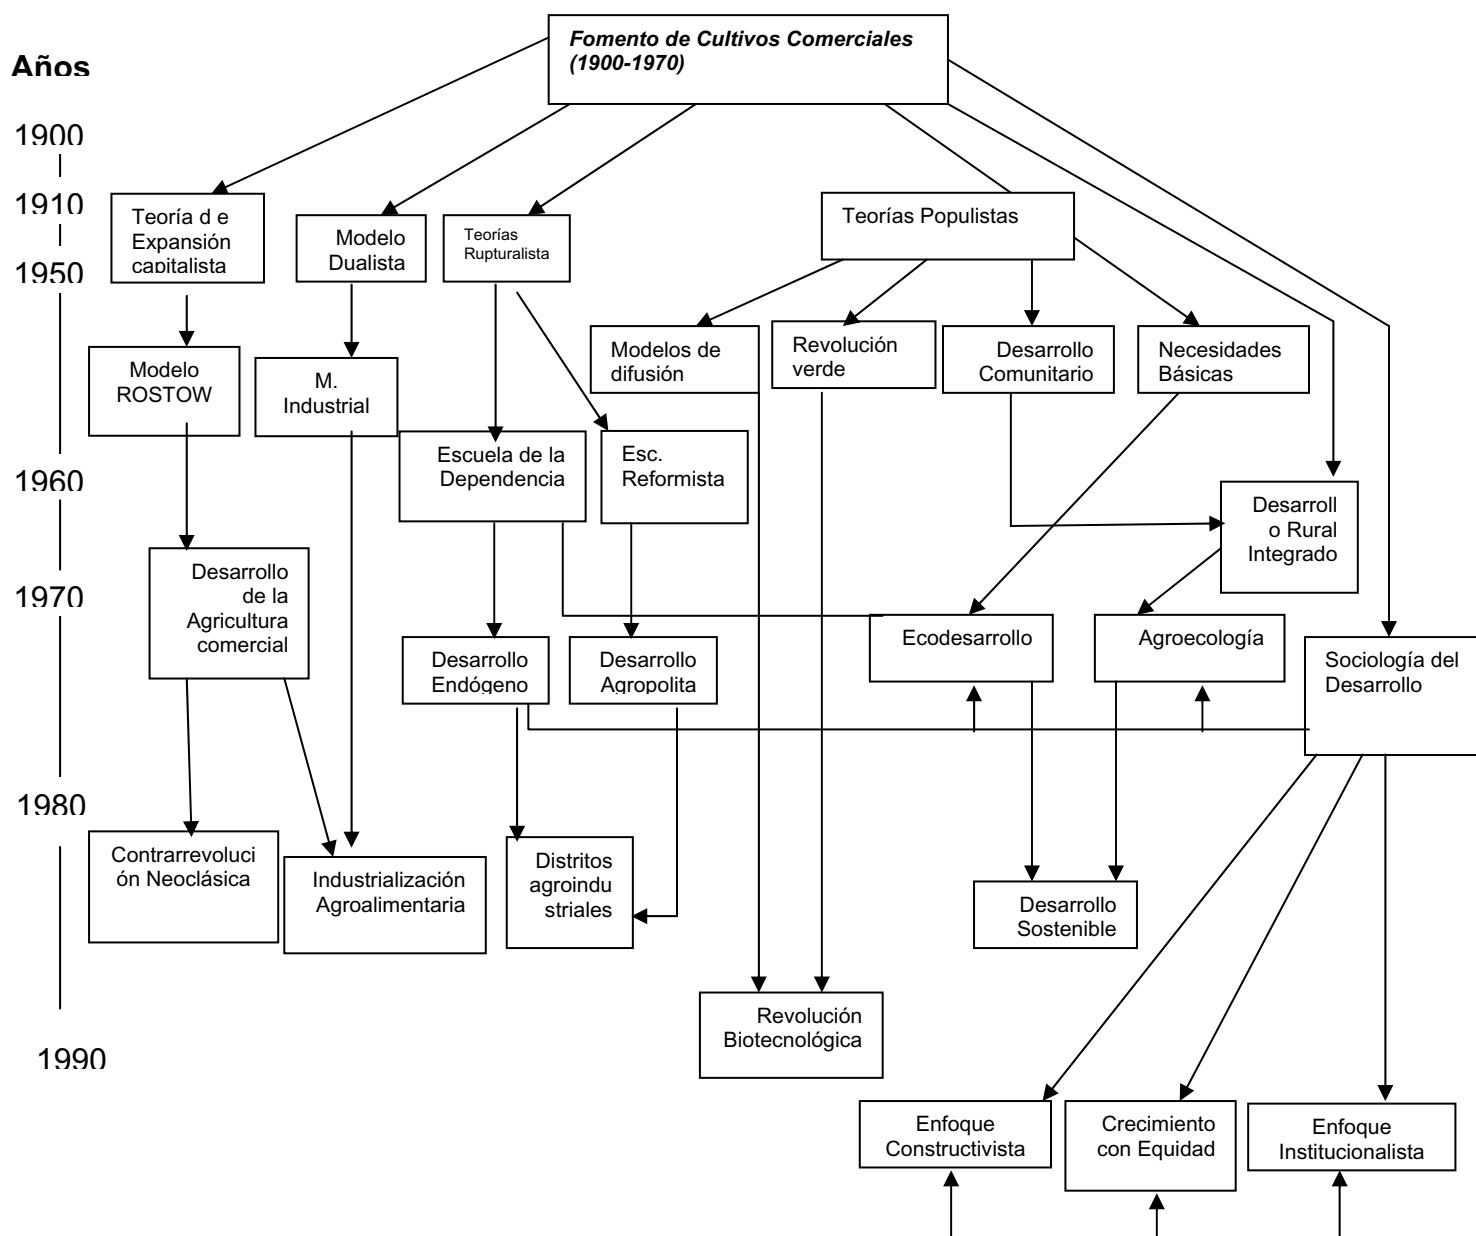 Fomento de Cultivos Comerciales
(1900-1970)
Años
1900
1910
Teoría d e
Expansión
capitalista
Modelo
Dualista
Teorías
Rupturalista
Teorías Populistas
1950
Modelo
ROSTOW
M.
Industrial
Modelos de
difusión
Revolución
verde
Desarrollo
Comunitario
Necesidades
Básicas
Escuela de la
Dependencia
Esc.
Reformista
1960
Desarroll
o Rural
Integrado
Desarrollo
de la
Agricultura
comercial
1970
Desarrollo
Endógeno
Desarrollo
Agropolita
Ecodesarrollo
Agroecología
Sociología del
Desarrollo
1980
Contrarrevoluci
ón Neoclásica
Industrialización
Agroalimentaria
Distritos
agroindu
striales
Desarrollo
Sostenible
Revolución
Biotecnológica
1990
Enfoque
Constructivista
Crecimiento
con Equidad
Enfoque
Institucionalista